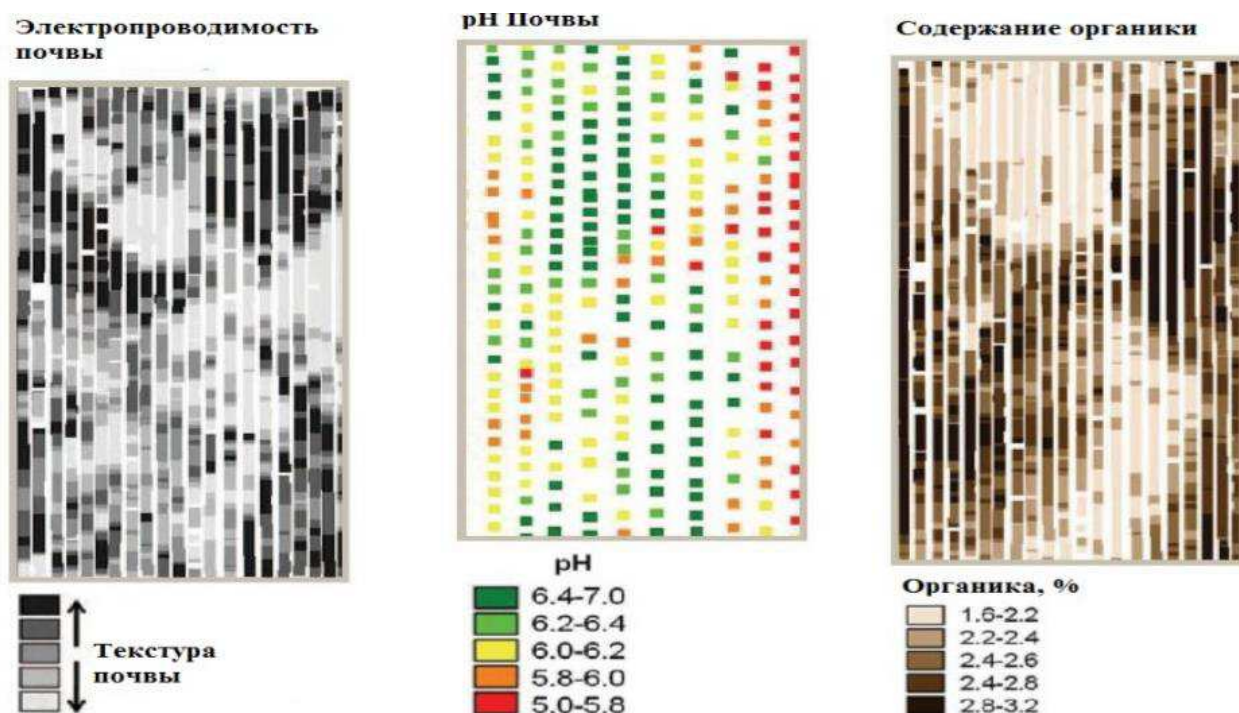 Электропроводимость
почвы
pH Почвы
Содержание органики
Текстура
почвы
pH
6.4-7.0
6.2-6.4
6.0-6.2
5.8-6.0
5.0-5.8
Органика, %
1.6-2.2
2.2-2.4
2.4-2.6
2.4-2.8
2.8-3.2